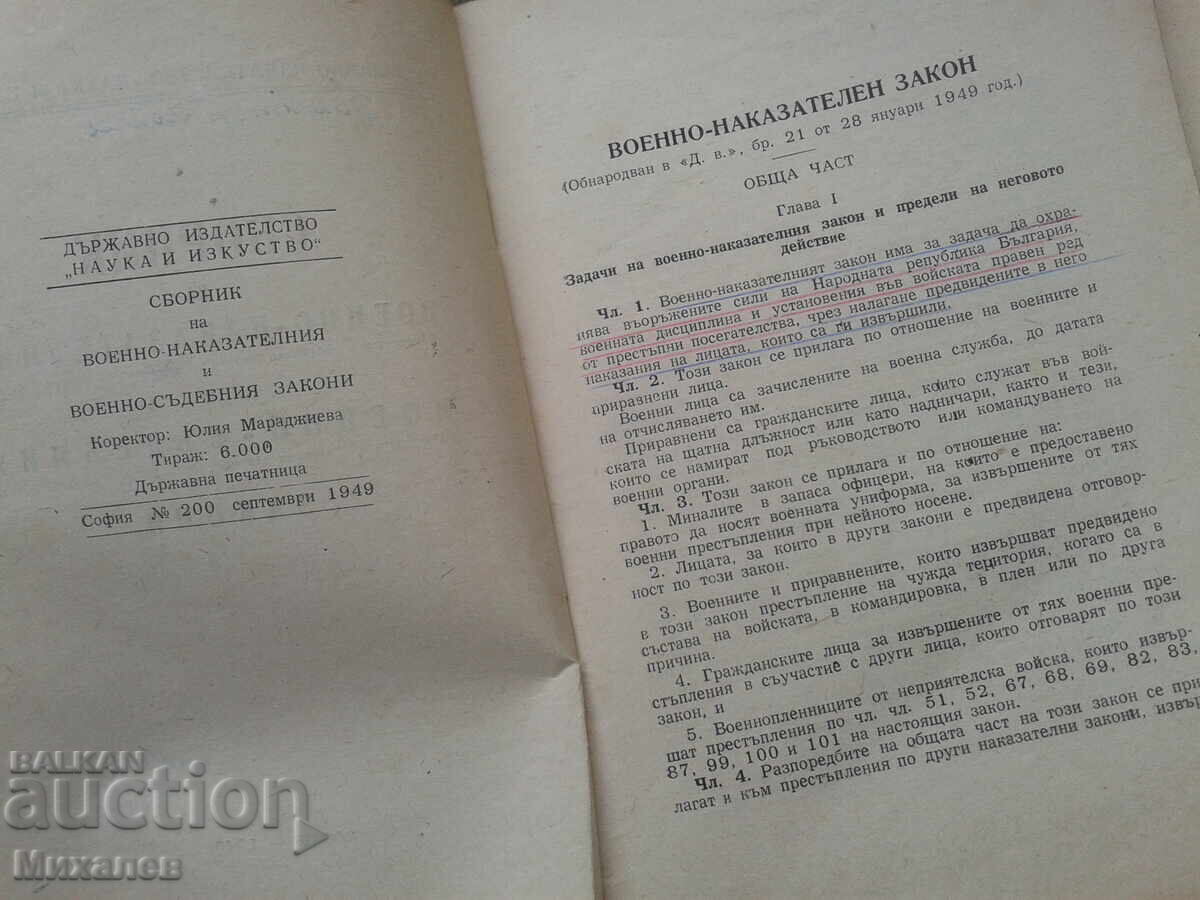 ДЪРЖАВНО ИЗДАТЕЛСТВО
„НАУКА И ИЗКУСТВО"
СБОРНИК
на
ВОЕННО-НАКАЗАТЕЛНИЯ
и
ВОЕННО-СЪДЕБНИЯ ЗАКОНИ
Коректор: Юлия Мараджиева
Тираж: 6.000
Държавна печатница
София № 200 септември 1949
ВОЕННО-НАКАЗАТЕЛЕН ЗАКОН
(Обнародван в «Д. в.», бр. 21 от 28 януари 1949 год.)
ОБЩА ЧАСТ
Глава I
Задачи на военно-наказателния закон и предели на неговото
действие
Чл. 1. Военно-наказателният закон има за задача да охра-
нява въоръжените сили на Народната република България,
военната дисциплина и установения във войската правен ред
от престъпни посегателства, чрез налагане предвидените в него
наказания на лицата, които са ги извършили.
Чл. 2. Този закон се прилага по отношение на военните и
приравнени лица.
Военни лица са зачислените на военна служба, до датата
на отчисляването им.
Приравнени са гражданските лица, които служат във вой-
ската на щатна длъжност или като надничари, както и тези,
които се намират под ръководството или командуването на
военни органи.
Чл. 3. Този закон се прилага и по отношение на:
1. Миналите в запаса офицери, на които е предоставено
правото да носят военната униформа, за извършените от тях
военни престъпления при нейното носене.
2. Лицата, за които в други закони е предвидена отговор-
ност по този закон.
3. Военните и приравнените, които извършват предвидено
в този закон престъпление на чужда територия, когато са в
състава на войската, в командировка, в плен или по друга
причина.
4. Гражданските лица за извършените от тях военни пре-
стъпления в съучастие с други лица, които отговарят по този
закон, и
5. Военнопленниците от неприятелска войска, които извър-
шат престъпления по чл. чл. 51, 52, 67, 68, 69, 82, 83,
87, 99, 100 и 101 на настоящия закон.
Чл. 4. Разпоредбите на общата част на този закон се при
лагат и към престъпления по други наказателни закони, извър
BALKAN
auction
Михалев